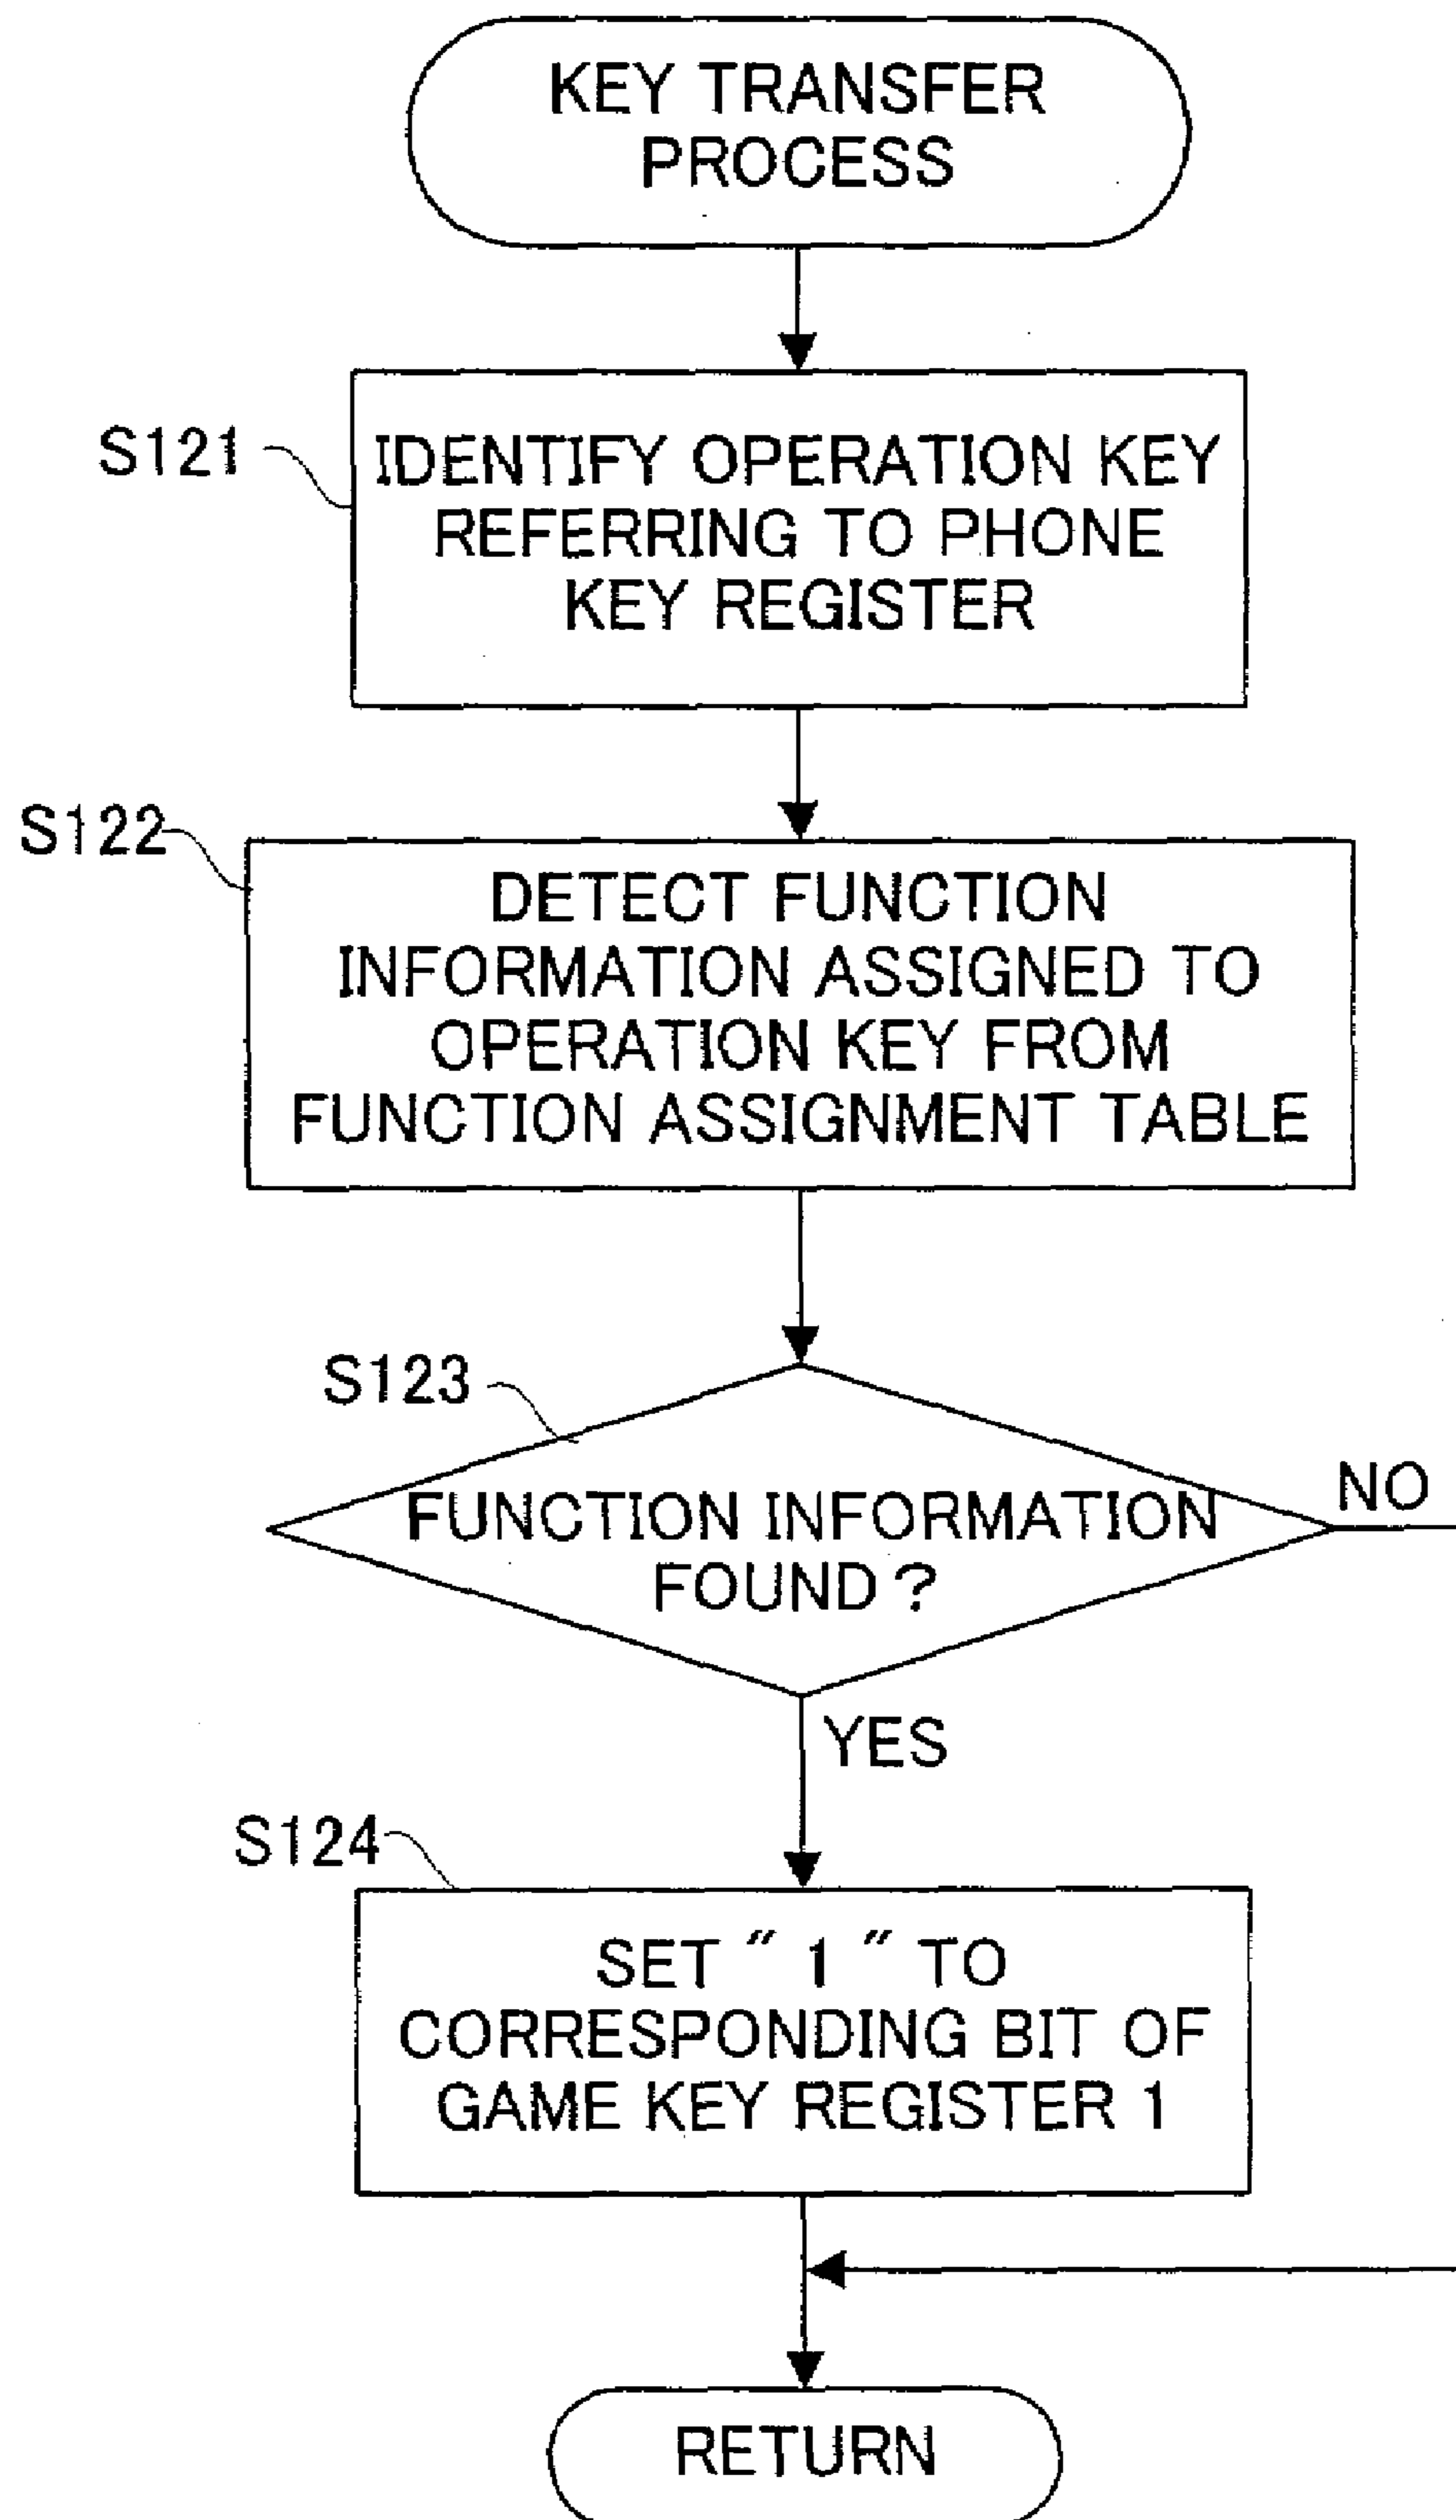 KEY TRANSFER
PROCESS
S121
IDENTIFY OPERATION KEY
REFERRING TO PHONE
KEY REGISTER
S122
DETECT FUNCTION
INFORMATION ASSIGNED TO
OPERATION KEY FROM
FUNCTION ASSIGNMENT TABLE
S123
FUNCTION INFORMATION
FOUND?
NO
YES
S124
SET "1" TO
CORRESPONDING BIT OF
GAME KEY REGISTER 1
RETURN